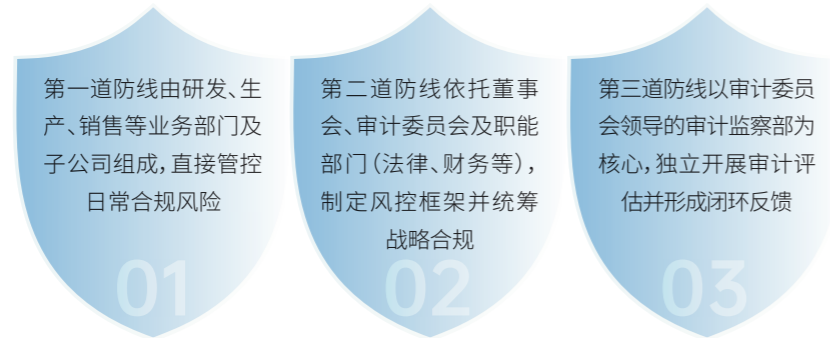 第一道防线由研发、生
产、销售等业务部门及
子公司组成,直接管控
日常合规风险
01
第二道防线依托董事
会、审计委员会及职能
部门(法律、财务等),
制定风控框架并统筹
战略合规
02
第三道防线以审计委员
会领导的审计监察部为
核心,独立开展审计评
估并形成闭环反馈
03